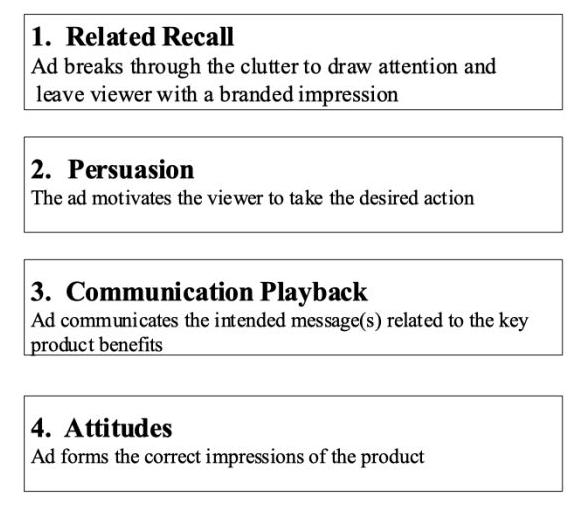 1. Related Recall
Ad breaks through the clutter to draw attention and
leave viewer with a branded impression
2. Persuasion
The ad motivates the viewer to take the desired action
3. Communication Playback
Ad communicates the intended message(s) related to the key
product benefits
4. Attitudes
Ad forms the correct impressions of the product